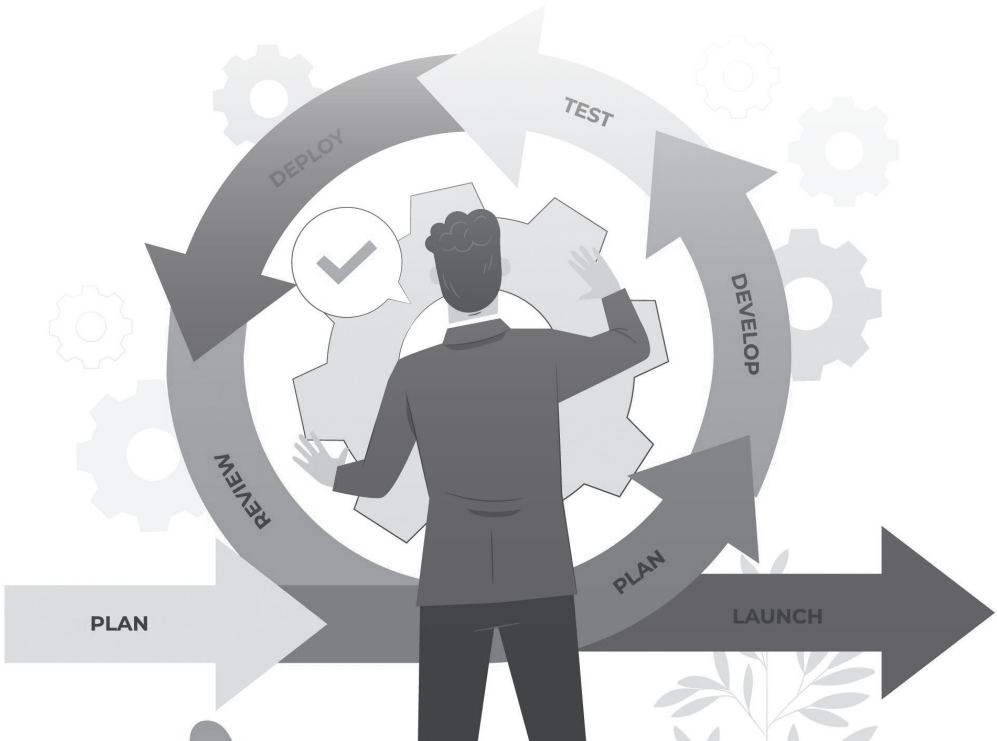 PLAN
PLAN
DEVELOP
TEST
DEPLOY
REVIEW
LAUNCH